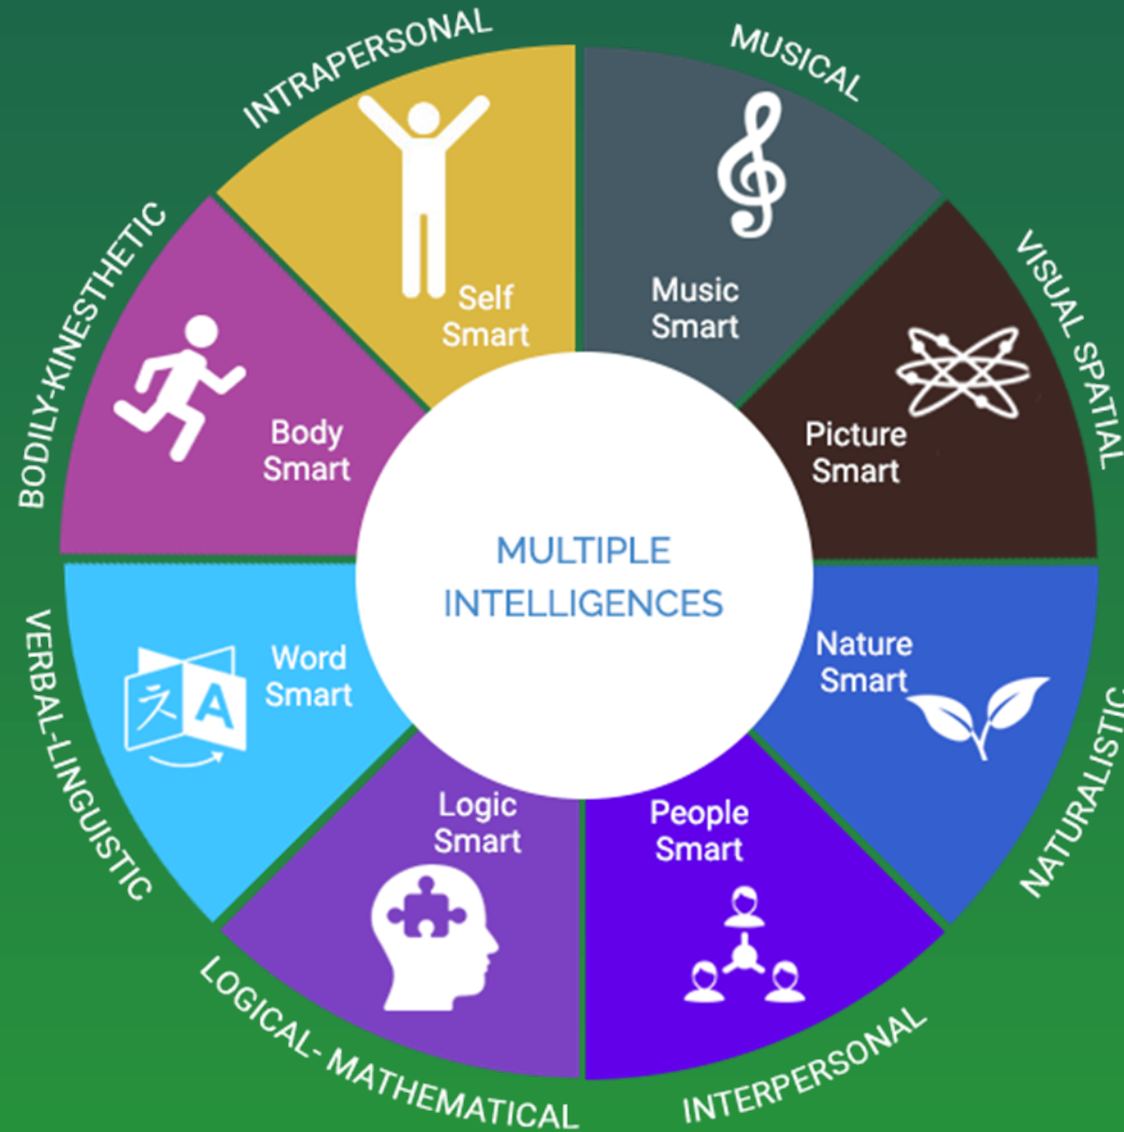 INTRAPERSONAL
MUSICAL
VISUAL SPATIAL
NATURALISTIC
INTERPERSONAL
LOGICAL- MATHEMATICAL
VERBAL-LINGUISTIC
BODILY-KINESTHETIC
Self
Smart
Music
Smart
Picture
Smart
Nature
Smart
People
Smart
Logic
Smart
Word
Smart
A
Body
Smart
MULTIPLE
INTELLIGENCES